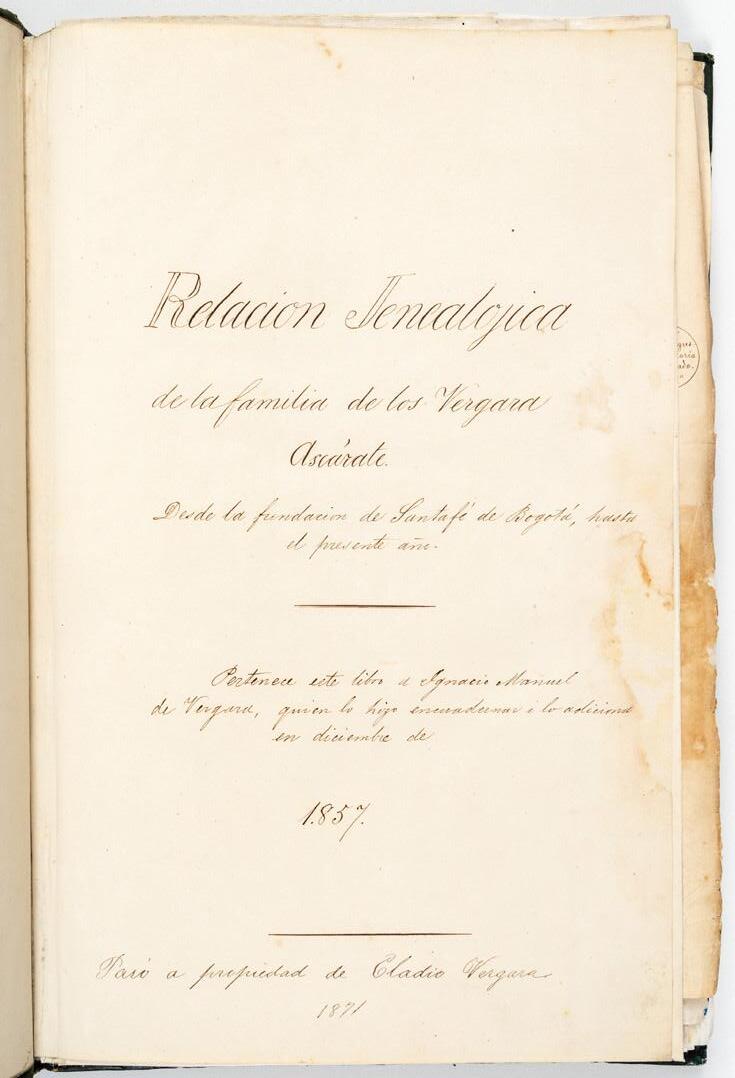 Relacion Jenealojica
de la familia de los Vergara
Ascárate.
Desde la fundacion de Santafé de Bogotá, hasta
el presente año.
Pertenece este libro a Ignacio Manuel
de Vergara, quien lo hizo encuadernar i lo adicionó
en diciembre de
1857.
Pasó a propiedad de Eladio Vergara